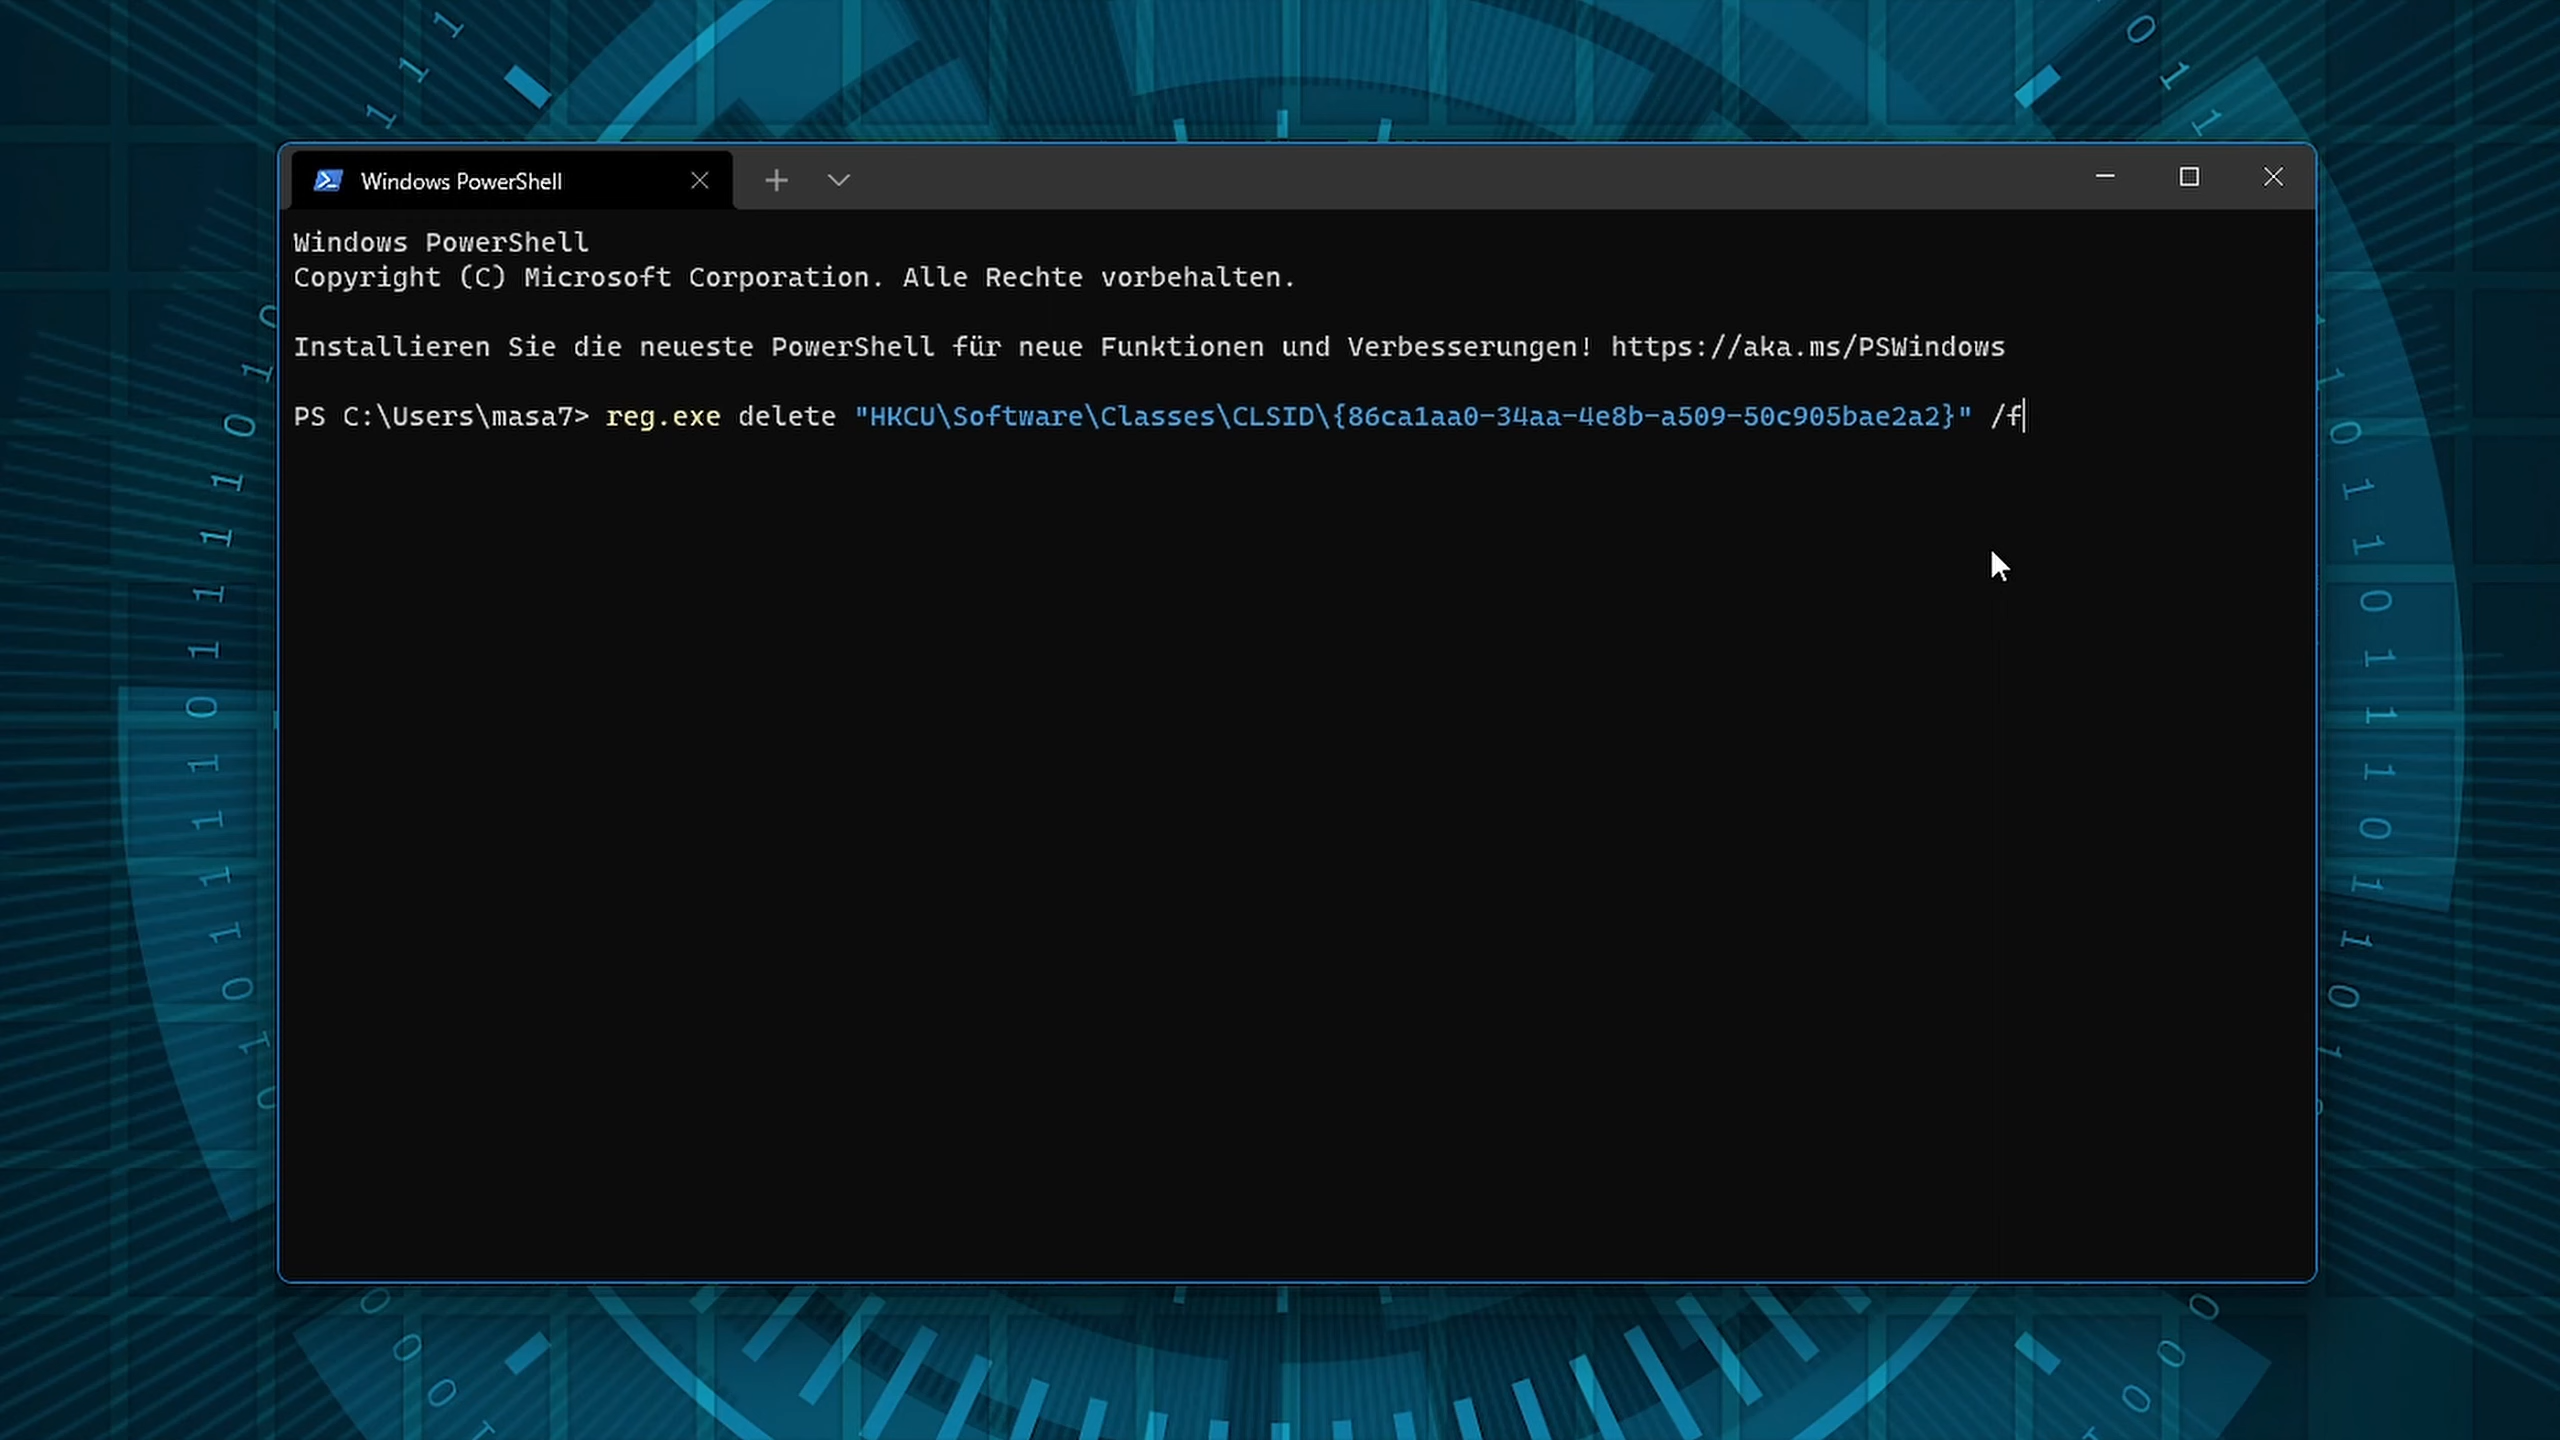 Windows PowerShell
Windows PowerShell
Copyright (C) Microsoft Corporation. Alle Rechte vorbehalten.
Installieren Sie die neueste PowerShell für neue Funktionen und Verbesserungen! https://aka.ms/PSWindows
PS C:\Users\masa7> reg.exe delete "HKCU\Software\Classes\CLSID\{86ca1aa0-34aa-4e8b-a509-50c905bae2a2}" /f